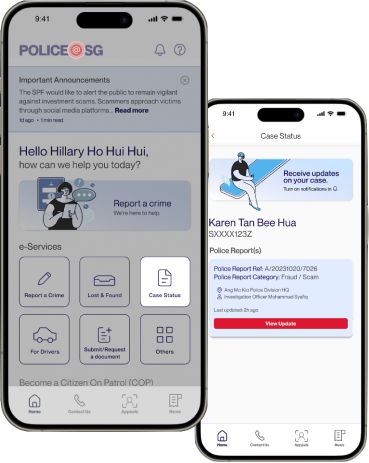 9:41
POLICE@SG
Important Announcements
The SPF would like to alert the public to remain vigilant
against investment scams. Scammers approach victims
through social media platforms... Read more
1d ago • 1 min read
Hello Hillary Ho Hui Hui,
how can we help you today?
Report a crime
We're here to help.
e-Services
Report a Crime
Lost & Found
Case Status
For Drivers
Submit/Request
a document
Others
Become a Citizen On Patrol (COP)
Home
Contact Us
Appeals
News
9:41
Case Status
Receive updates
on your case.
Turn on notifications in
Karen Tan Bee Hua
SXXXX123Z
Police Report(s)
Police Report Ref: A/20231020/7026
Police Report Category: Fraud / Scam
Ang Mo Kio Police Division HQ
Investigation Officer Mohammad Syafiq
Last updated: 2h ago
View Update
Home
Contact Us
Appeals
News